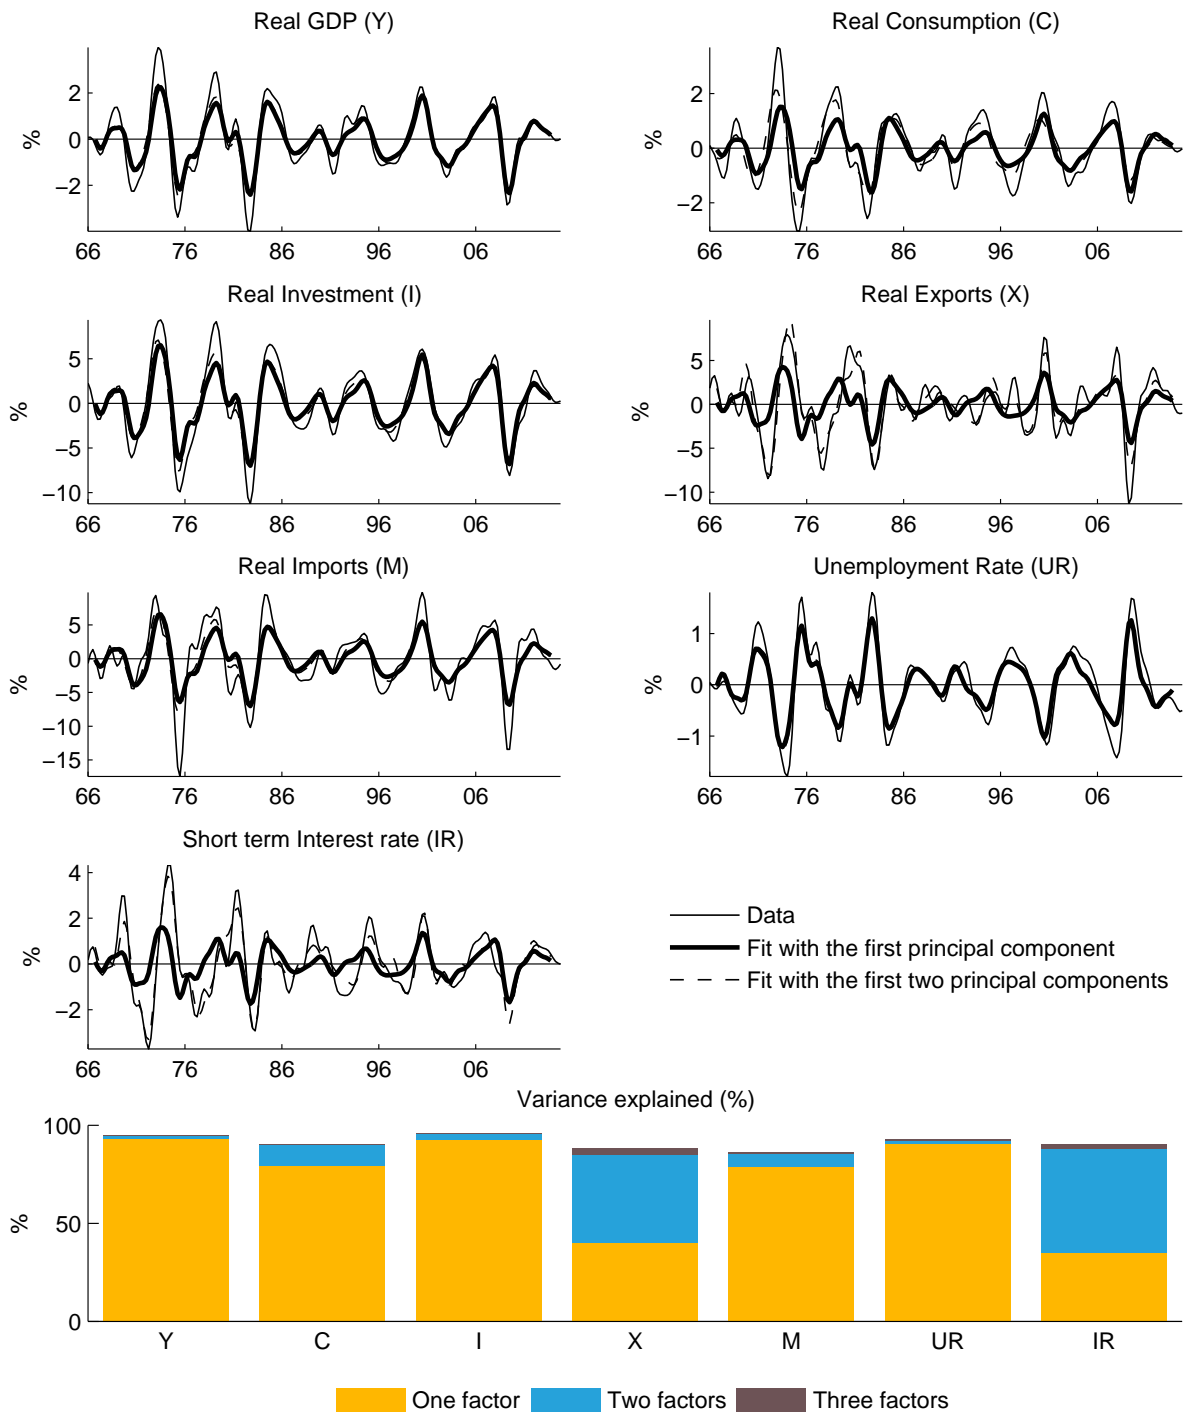 Real GDP (Y)
%
2
0
−2
66 76 86 96 06
Real Consumption (C)
%
2
0
−2
66 76 86 96 06
Real Investment (I)
%
5
0
−5
−10
66 76 86 96 06
Real Exports (X)
%
5
0
−5
−10
66 76 86 96 06
Real Imports (M)
%
5
0
−5
−10
−15
66 76 86 96 06
Unemployment Rate (UR)
%
1
0
−1
66 76 86 96 06
Short term Interest rate (IR)
%
4
2
0
−2
66 76 86 96 06
Data
Fit with the first principal component
Fit with the first two principal components
Variance explained (%)
%
100
50
0
Y C I X M UR IR
One factor Two factors Three factors